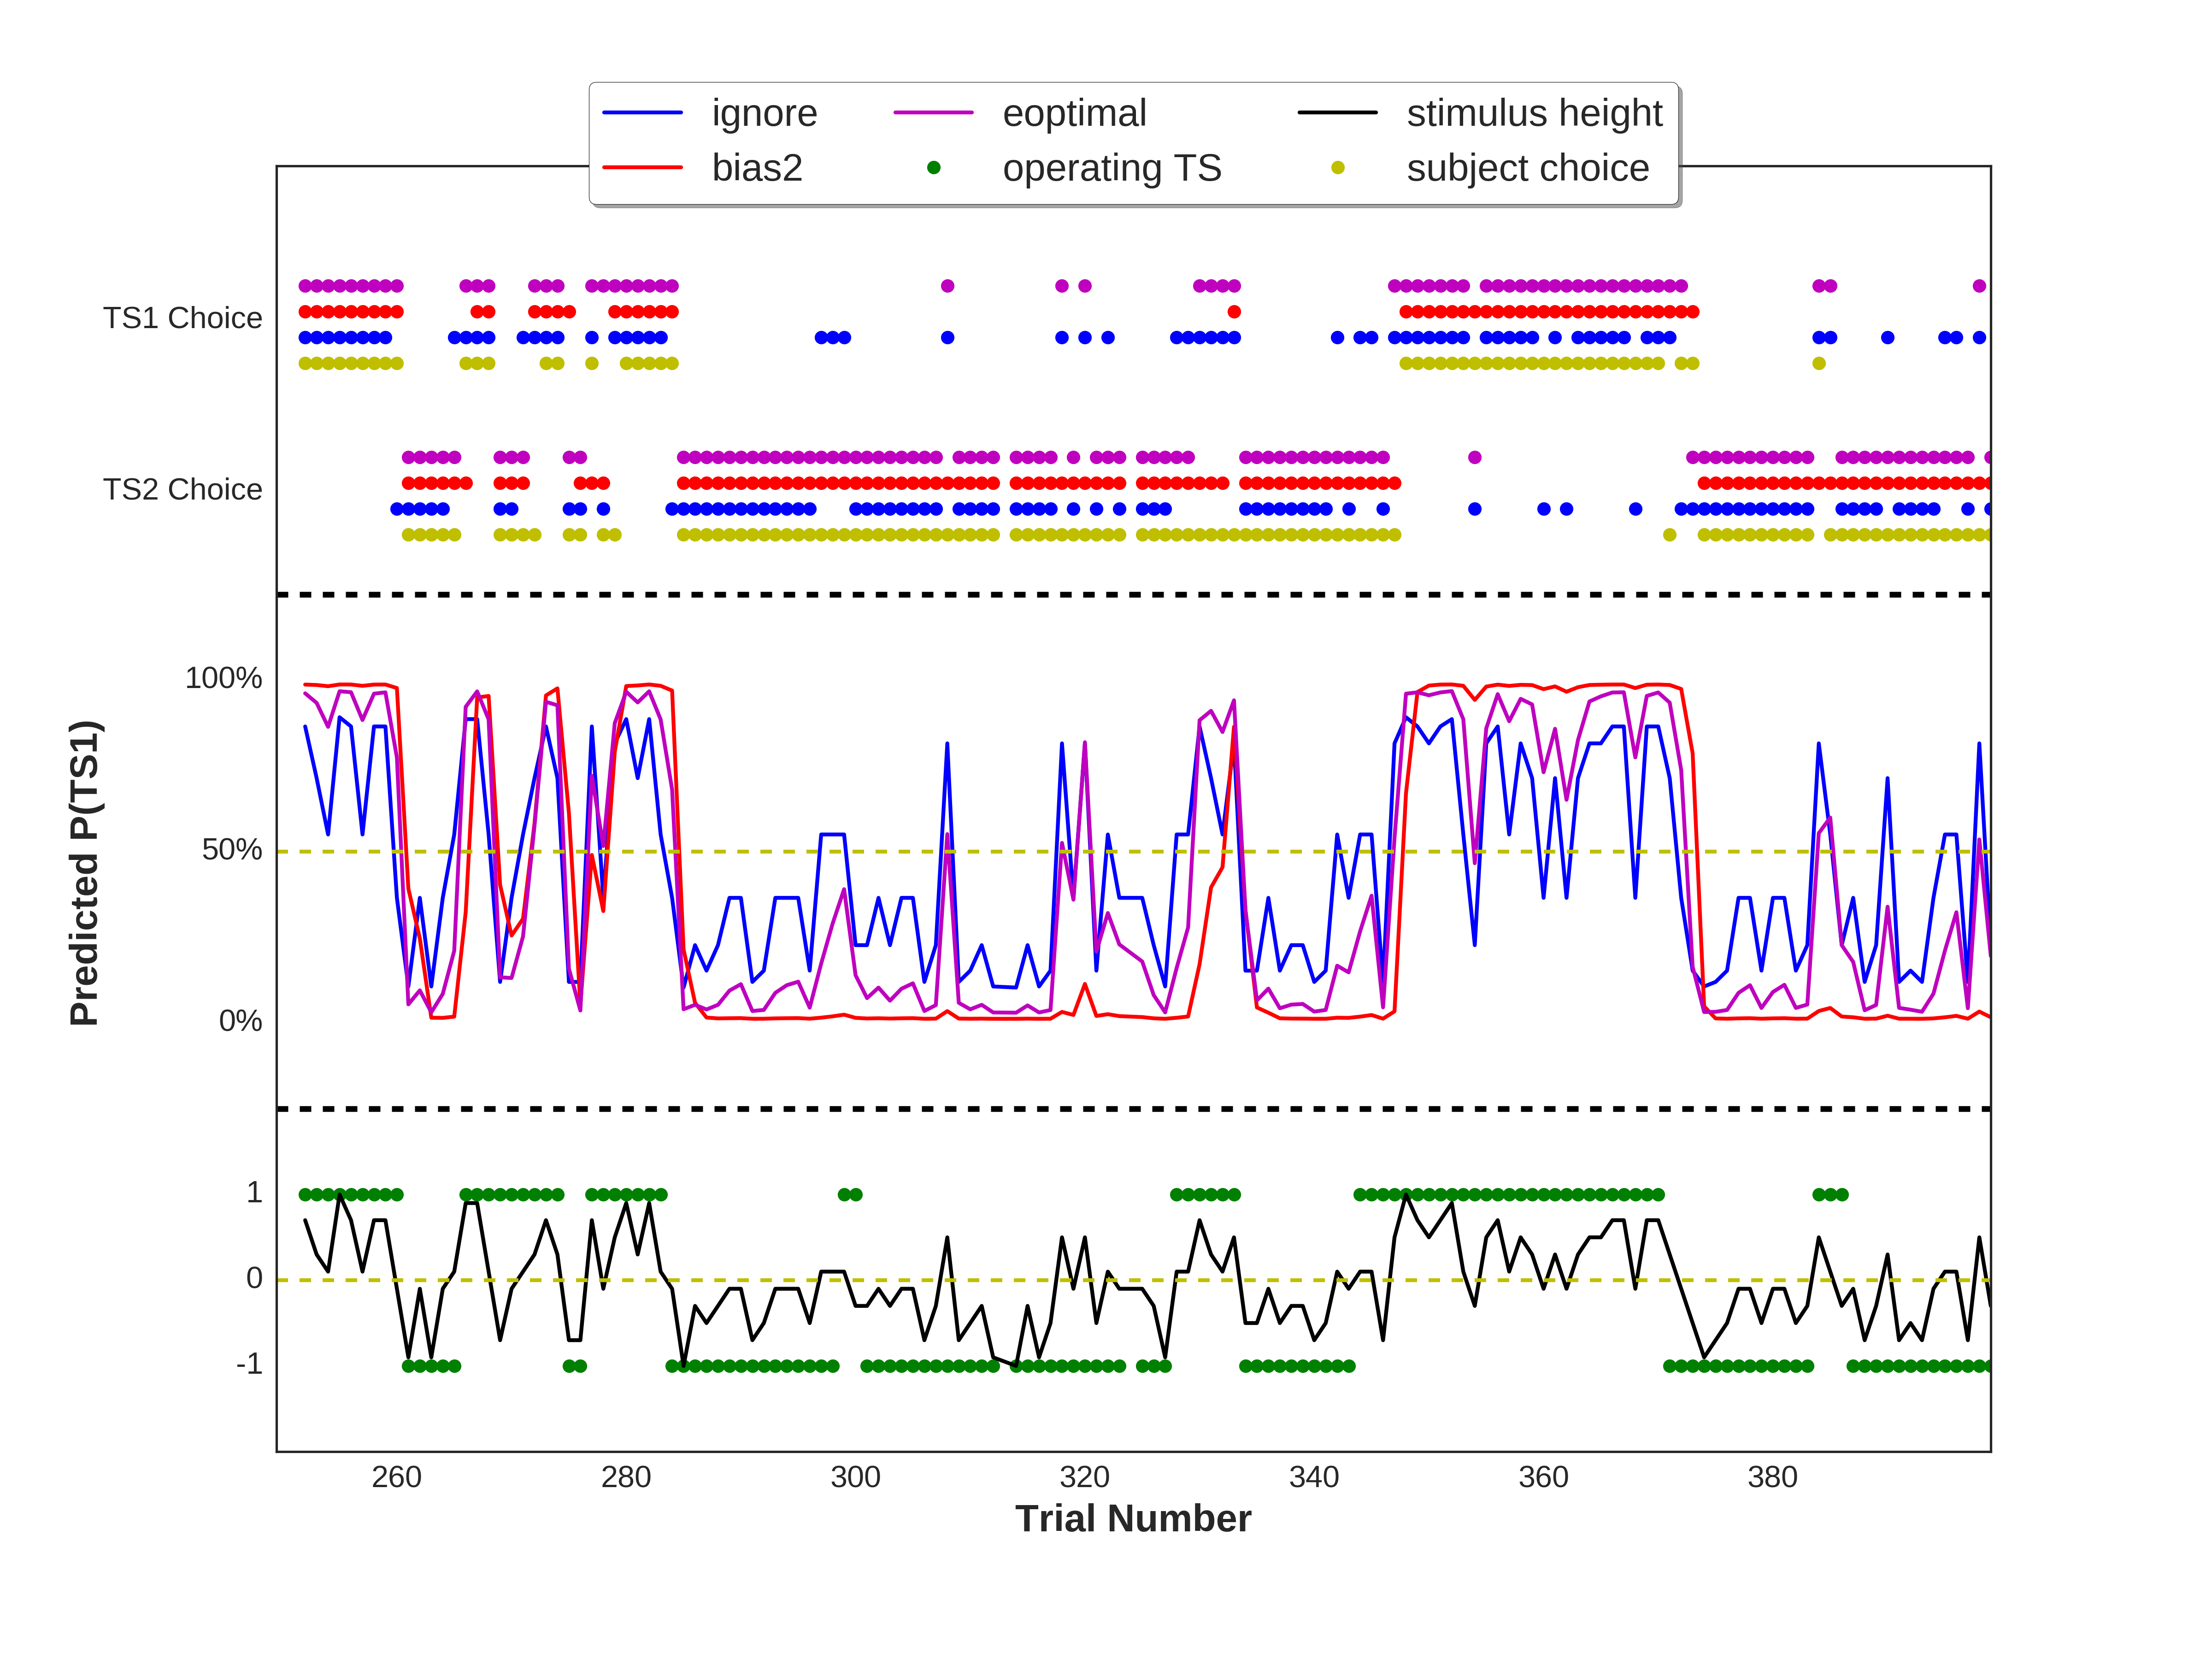 ignore eoptimal stimulus height
bias2 operating TS subject choice
TS1 Choice
TS2 Choice
100%
50%
0%
Predicted P(TS1)
1
0
-1
260 280 300 320 340 360 380
Trial Number